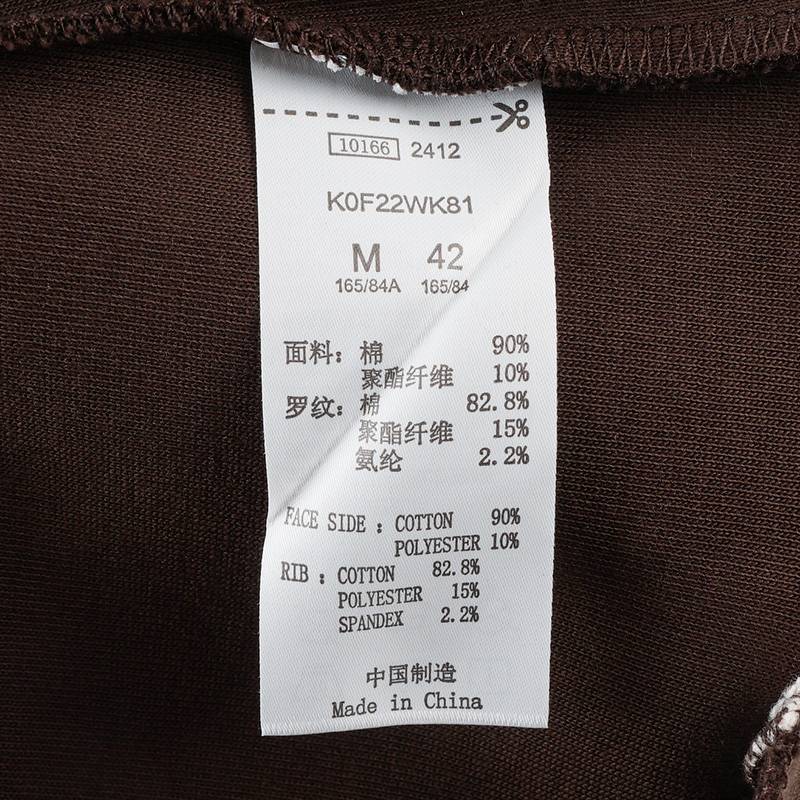 10166 2412
K0F22WK81
M 42
165/84A 165/84
面料：棉 90%
聚酯纤维 10%
罗纹：棉 82.8%
聚酯纤维 15%
氨纶 2.2%
FACE SIDE : COTTON 90%
POLYESTER 10%
RIB : COTTON 82.8%
POLYESTER 15%
SPANDEX 2.2%
中国制造
Made in China